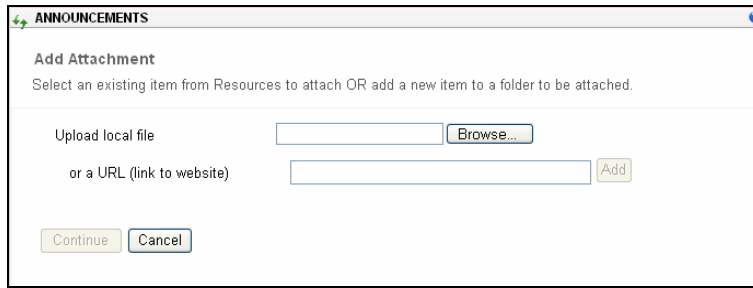 ANNOUNCEMENTS
Add Attachment
Select an existing item from Resources to attach OR add a new item to a folder to be attached.
Upload local file Browse...
or a URL (link to website) Add
Continue Cancel